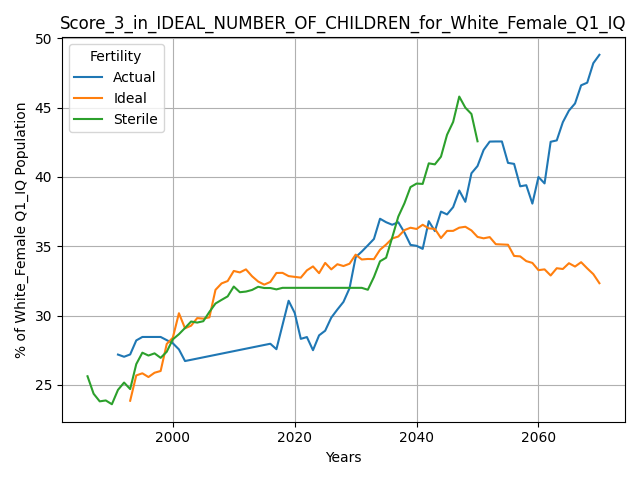 Score_3_in_IDEAL_NUMBER_OF_CHILDREN_for_White_Female_Q1_IQ
% of White_Female Q1_IQ Population
50
45
40
35
30
25
Fertility
Actual
Ideal
Sterile
2000
2020
2040
2060
Years